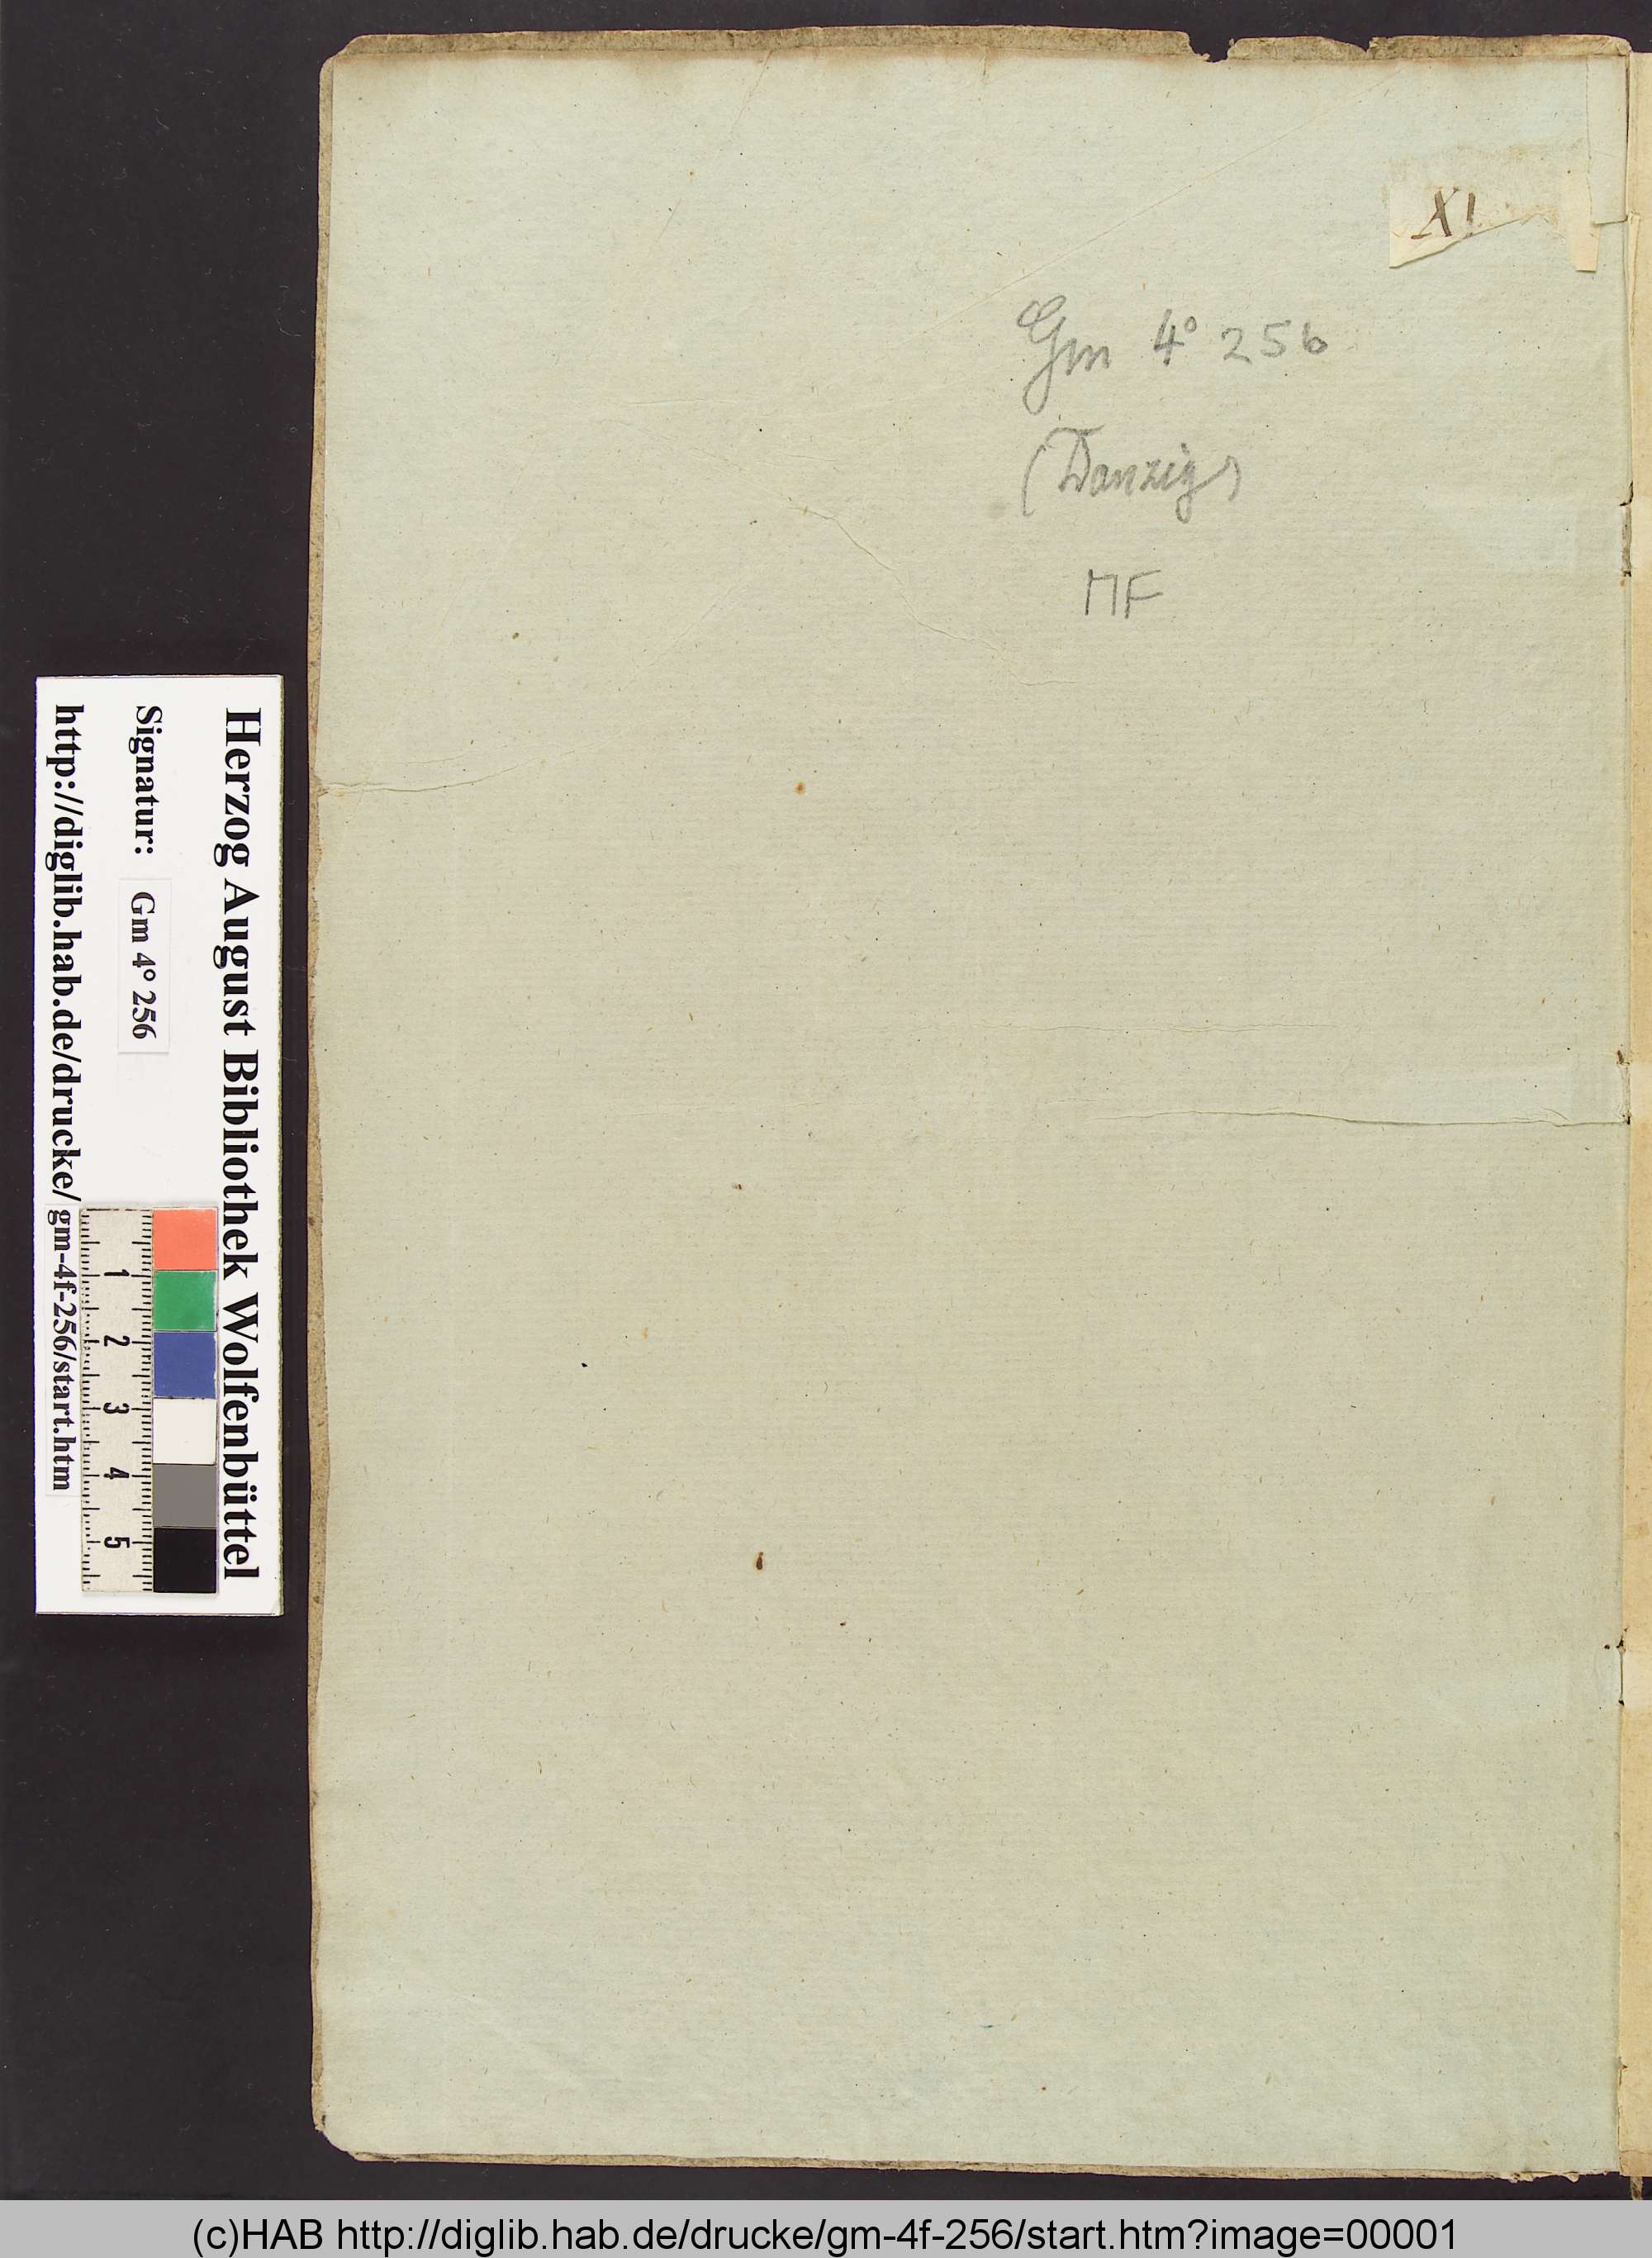 XI
Gm 4° 256
(Danzig)
MF
Herzog August Bibliothek Wolfenbüttel
Signatur: Gm 4° 256
http://diglib.hab.de/drucke/ gm-4f-256/start.htm
1 2 3 4 5
(c)HAB http://diglib.hab.de/drucke/gm-4f-256/start.htm?image=00001